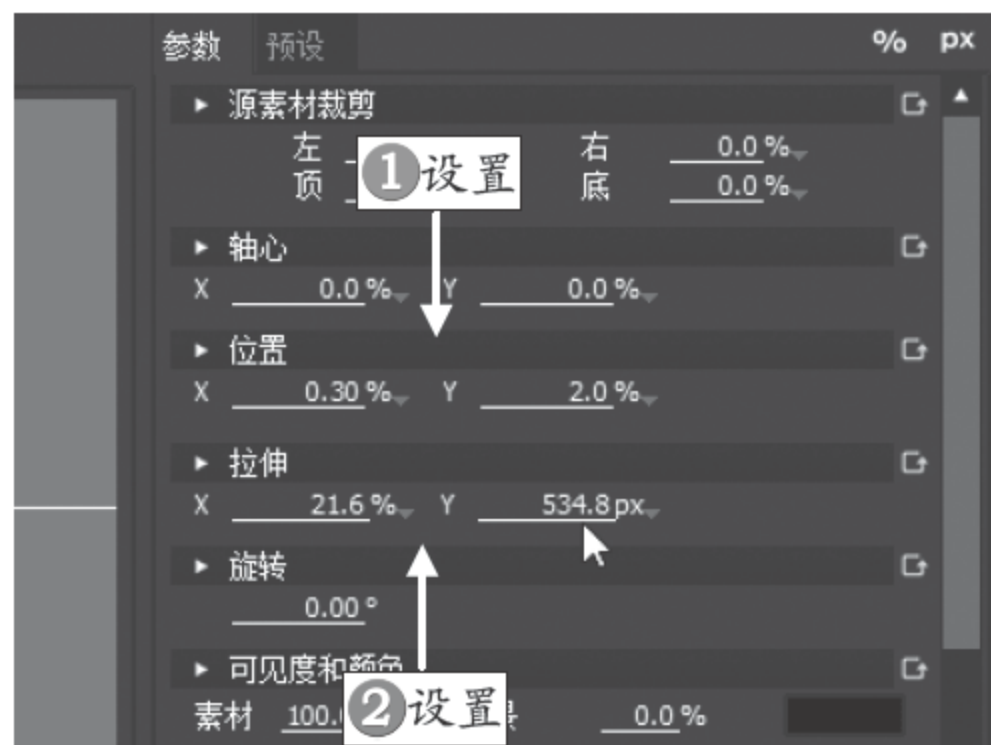 参数 预设 % px
源素材裁剪
左 右 0.0 %
顶 底 0.0 %
1 设置
轴心
X 0.0 % Y 0.0 %
位置
X 0.30 % Y 2.0 %
拉伸
X 21.6 % Y 534.8 px
旋转
0.00 °
可见度和颜色
素材 100. 0.0 %
2 设置